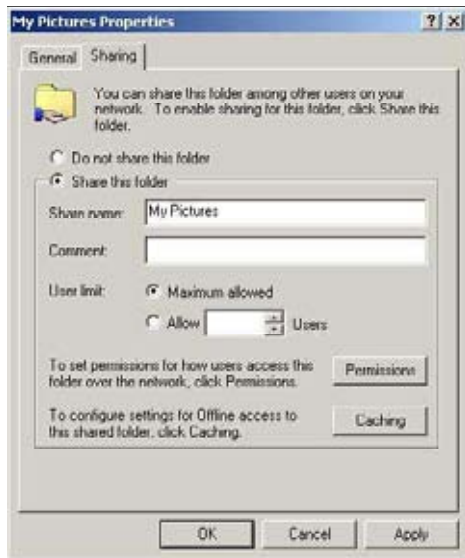 My Pictures Properties
General Sharing
You can share this folder among other users on your
network. To enable sharing for this folder, click Share this
folder.
Do not share this folder
Share this folder
Share name: My Pictures
Comment:
User limit: Maximum allowed
Allow Users
To set permissions for how users access this
folder over the network, click Permissions.
Permissions
To configure settings for Offline access to
this shared folder, click Caching.
Caching
OK Cancel Apply